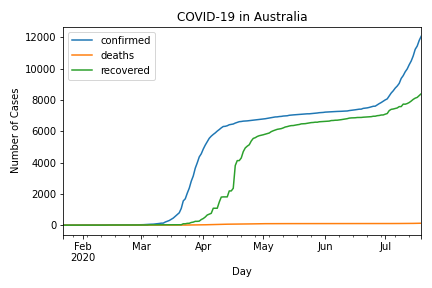 COVID-19 in Australia
confirmed
deaths
recovered
Number of Cases
12000
10000
8000
6000
4000
2000
0
Feb Mar Apr May Jun Jul
2020
Day